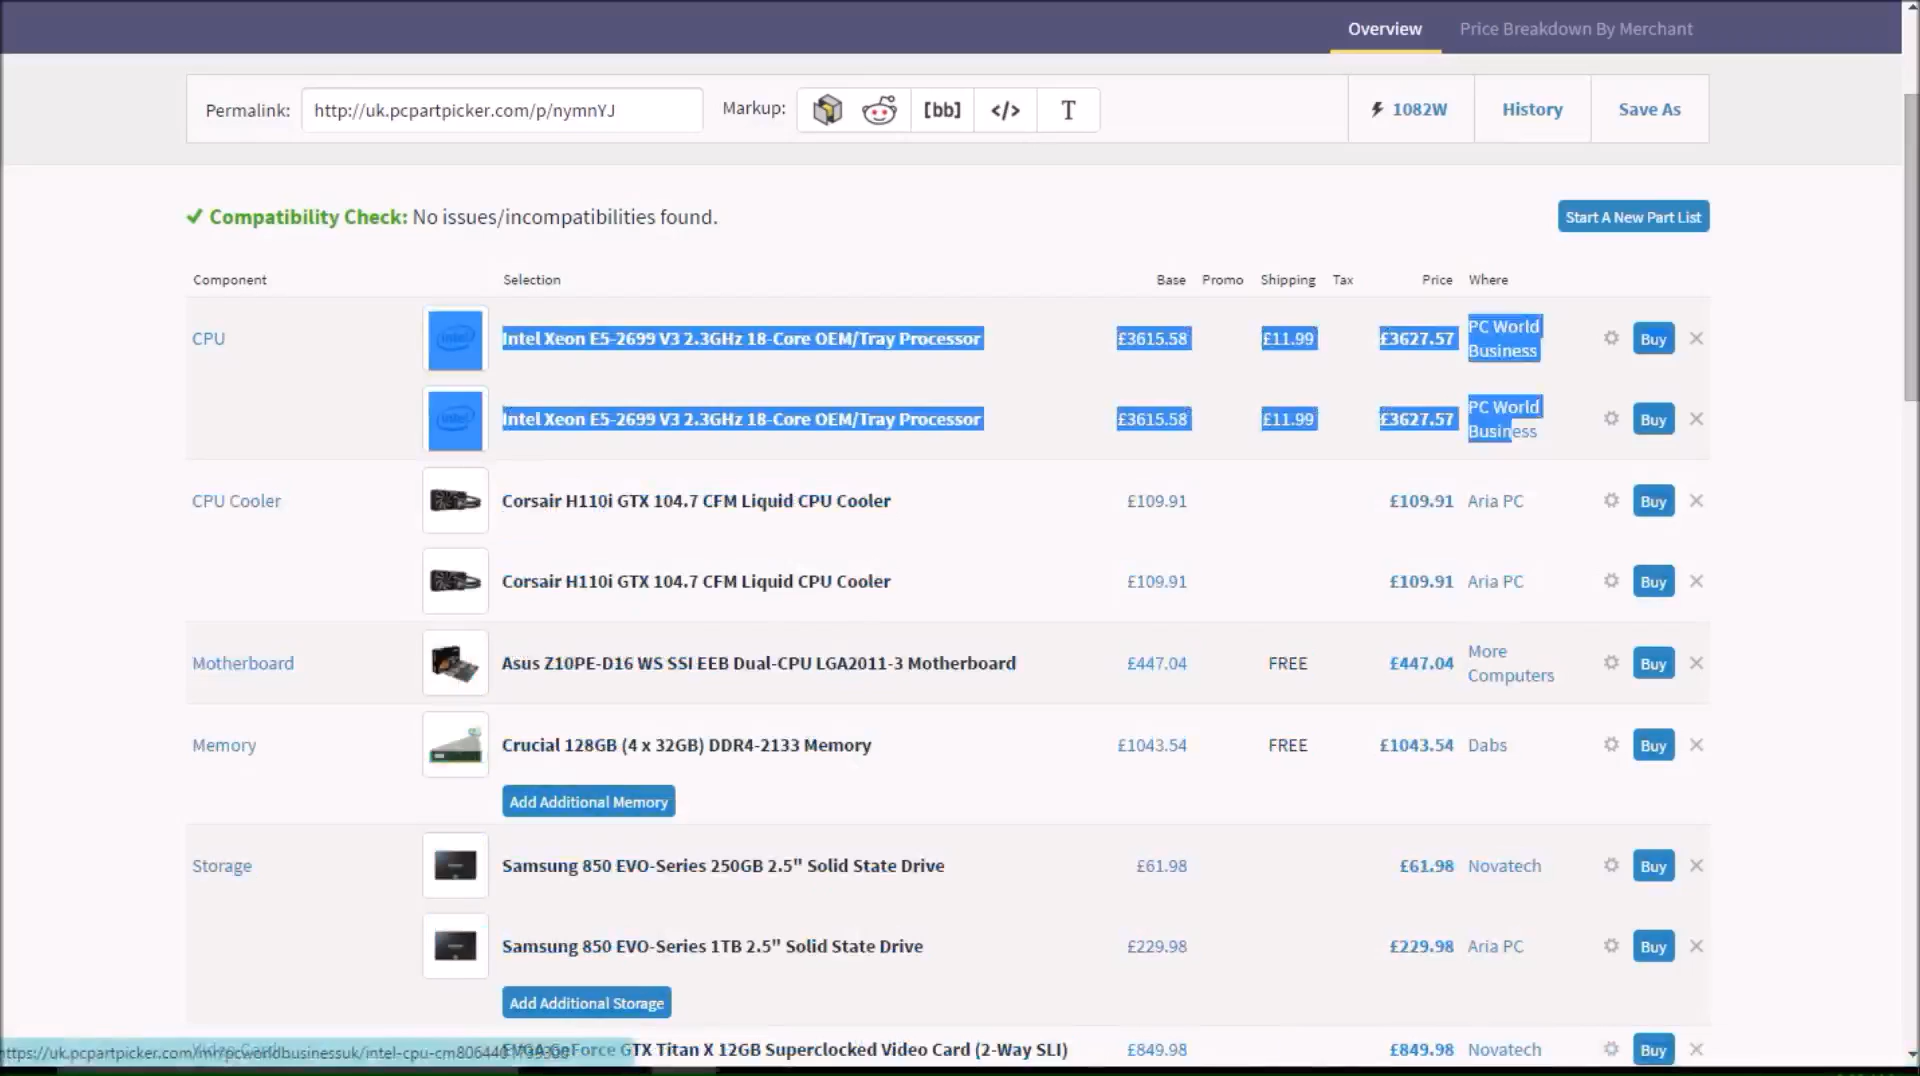 Overview Price Breakdown By Merchant
Permalink: http://uk.pcpartpicker.com/p/nymnYJ Markup: [bb] </> T 1082W History Save As
Compatibility Check: No issues/incompatibilities found. Start A New Part List
Component Selection Base Promo Shipping Tax Price Where
CPU Intel Xeon E5-2699 V3 2.3GHz 18-Core OEM/Tray Processor £3615.58 £11.99 £3627.57 PC World Business Buy
Intel Xeon E5-2699 V3 2.3GHz 18-Core OEM/Tray Processor £3615.58 £11.99 £3627.57 PC World Business Buy
CPU Cooler Corsair H110i GTX 104.7 CFM Liquid CPU Cooler £109.91 £109.91 Aria PC Buy
Corsair H110i GTX 104.7 CFM Liquid CPU Cooler £109.91 £109.91 Aria PC Buy
Motherboard Asus Z10PE-D16 WS SSI EEB Dual-CPU LGA2011-3 Motherboard £447.04 FREE £447.04 More Computers Buy
Memory Crucial 128GB (4 x 32GB) DDR4-2133 Memory £1043.54 FREE £1043.54 Dabs Buy
Add Additional Memory
Storage Samsung 850 EVO-Series 250GB 2.5" Solid State Drive £61.98 £61.98 Novatech Buy
Samsung 850 EVO-Series 1TB 2.5" Solid State Drive £229.98 £229.98 Aria PC Buy
Add Additional Storage
GTX Titan X 12GB Superclocked Video Card (2-Way SLI) £849.98 £849.98 Novatech Buy